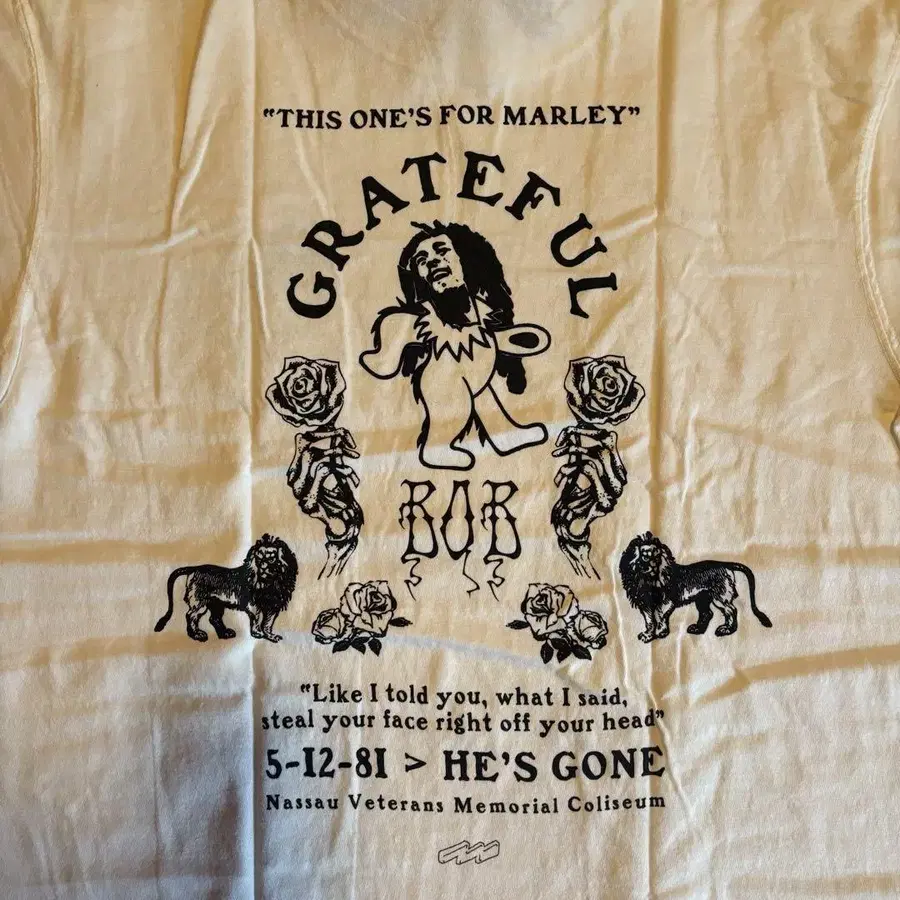 "THIS ONE'S FOR MARLEY"
GRATEFUL
BOB
"Like I told you, what I said,
steal your face right off your head"
5-12-81 > HE'S GONE
Nassau Veterans Memorial Coliseum